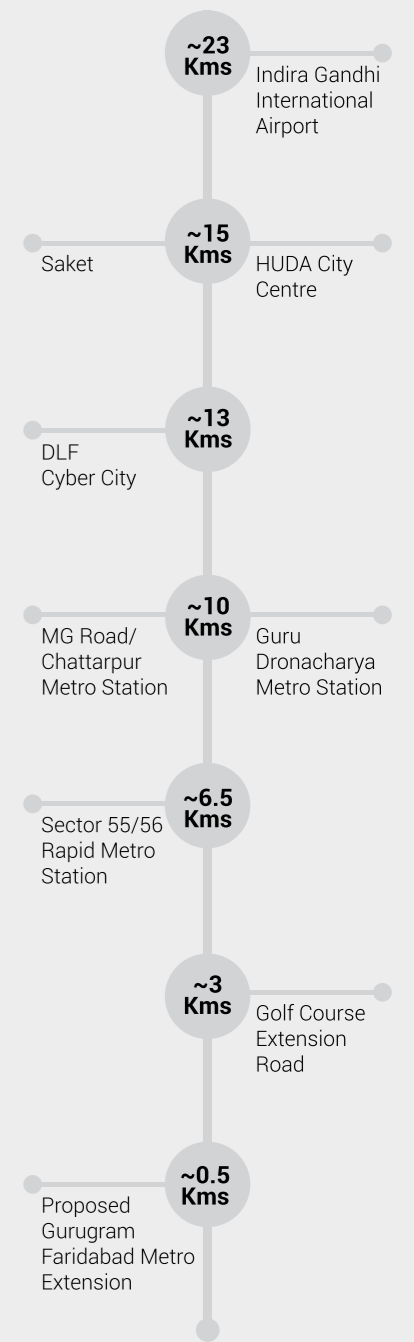 ~23
Kms
Indira Gandhi
International
Airport
~15
Kms
Saket
HUDA City
Centre
~13
Kms
DLF
Cyber City
~10
Kms
MG Road/
Chattarpur
Metro Station
Guru
Dronacharya
Metro Station
~6.5
Kms
Sector 55/56
Rapid Metro
Station
~3
Kms
Golf Course
Extension
Road
~0.5
Kms
Proposed
Gurugram
Faridabad Metro
Extension